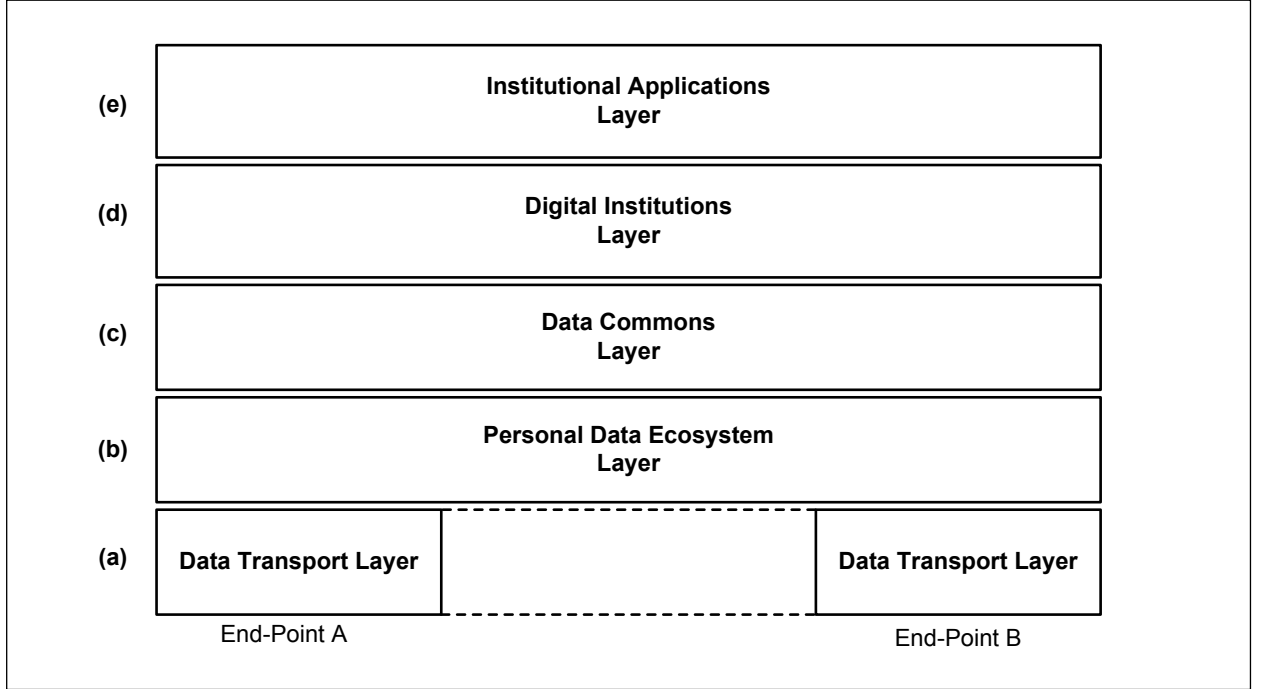 (e)
Institutional Applications
Layer
(d)
Digital Institutions
Layer
(c)
Data Commons
Layer
(b)
Personal Data Ecosystem
Layer
(a)
Data Transport Layer
Data Transport Layer
End-Point A
End-Point B